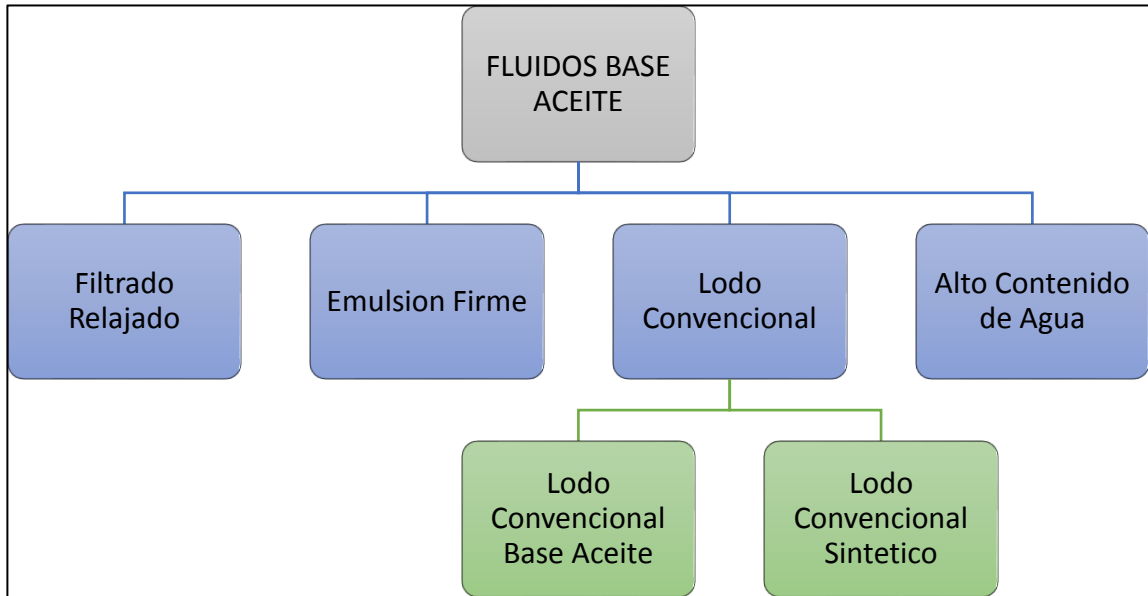 FLUIDOS BASE
ACEITE
Filtrado
Relajado
Emulsion Firme
Lodo
Convencional
Alto Contenido
de Agua
Lodo
Convencional
Base Aceite
Lodo
Convencional
Sintetico